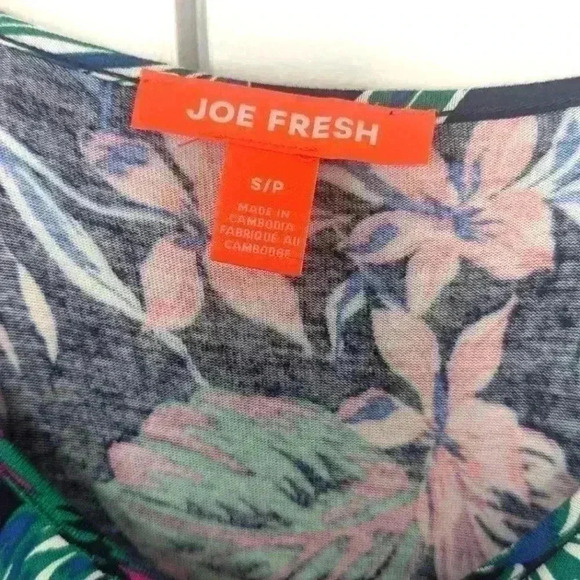 JOE FRESH
S/P
MADE IN
CAMBODIA
FABRIQUÉ AU
CAMBODGE